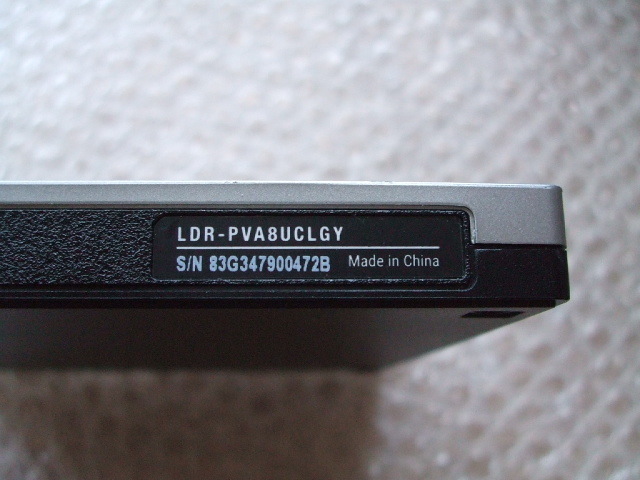 LDR-PVA8UCLGY
S/N 83G347900472B Made in China